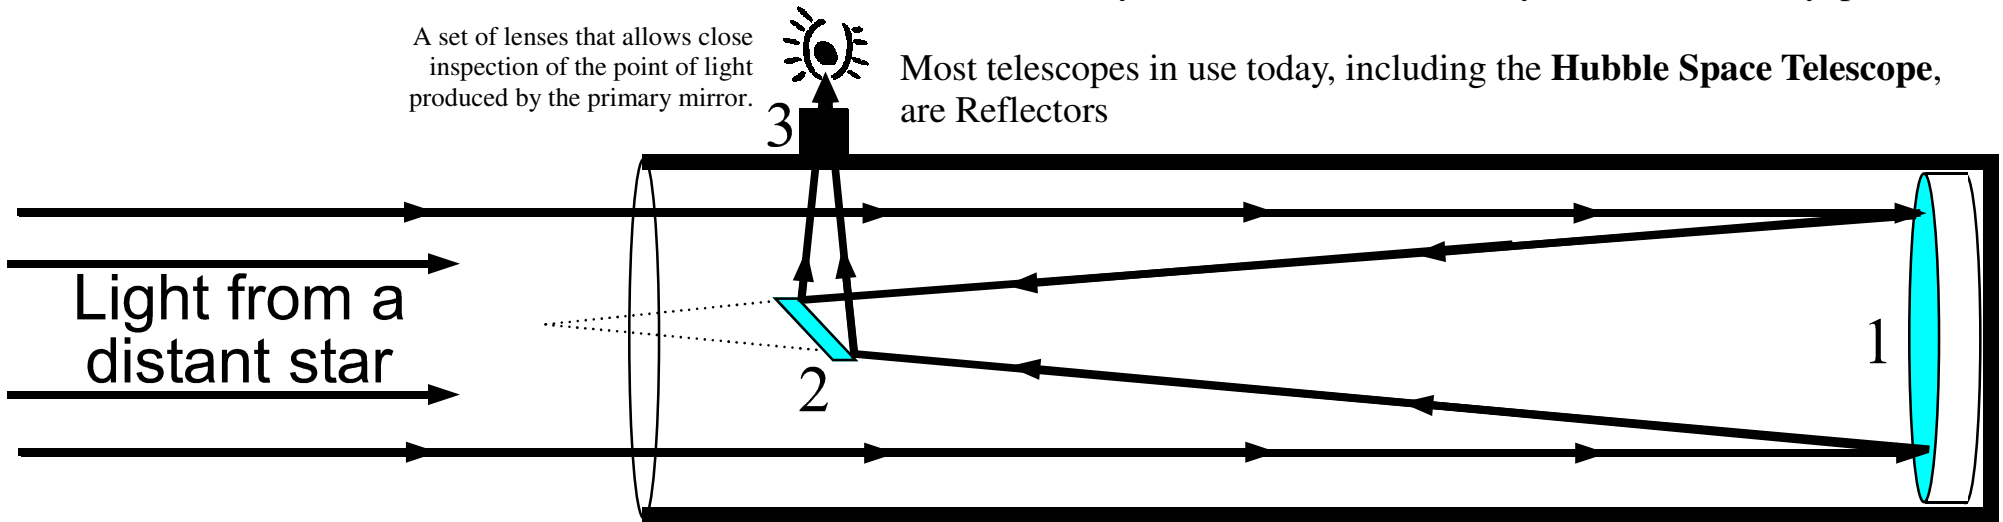 A set of lenses that allows close
inspection of the point of light
produced by the primary mirror.
Most telescopes in use today, including the Hubble Space Telescope,
are Reflectors
3
Light from a
distant star
1
2